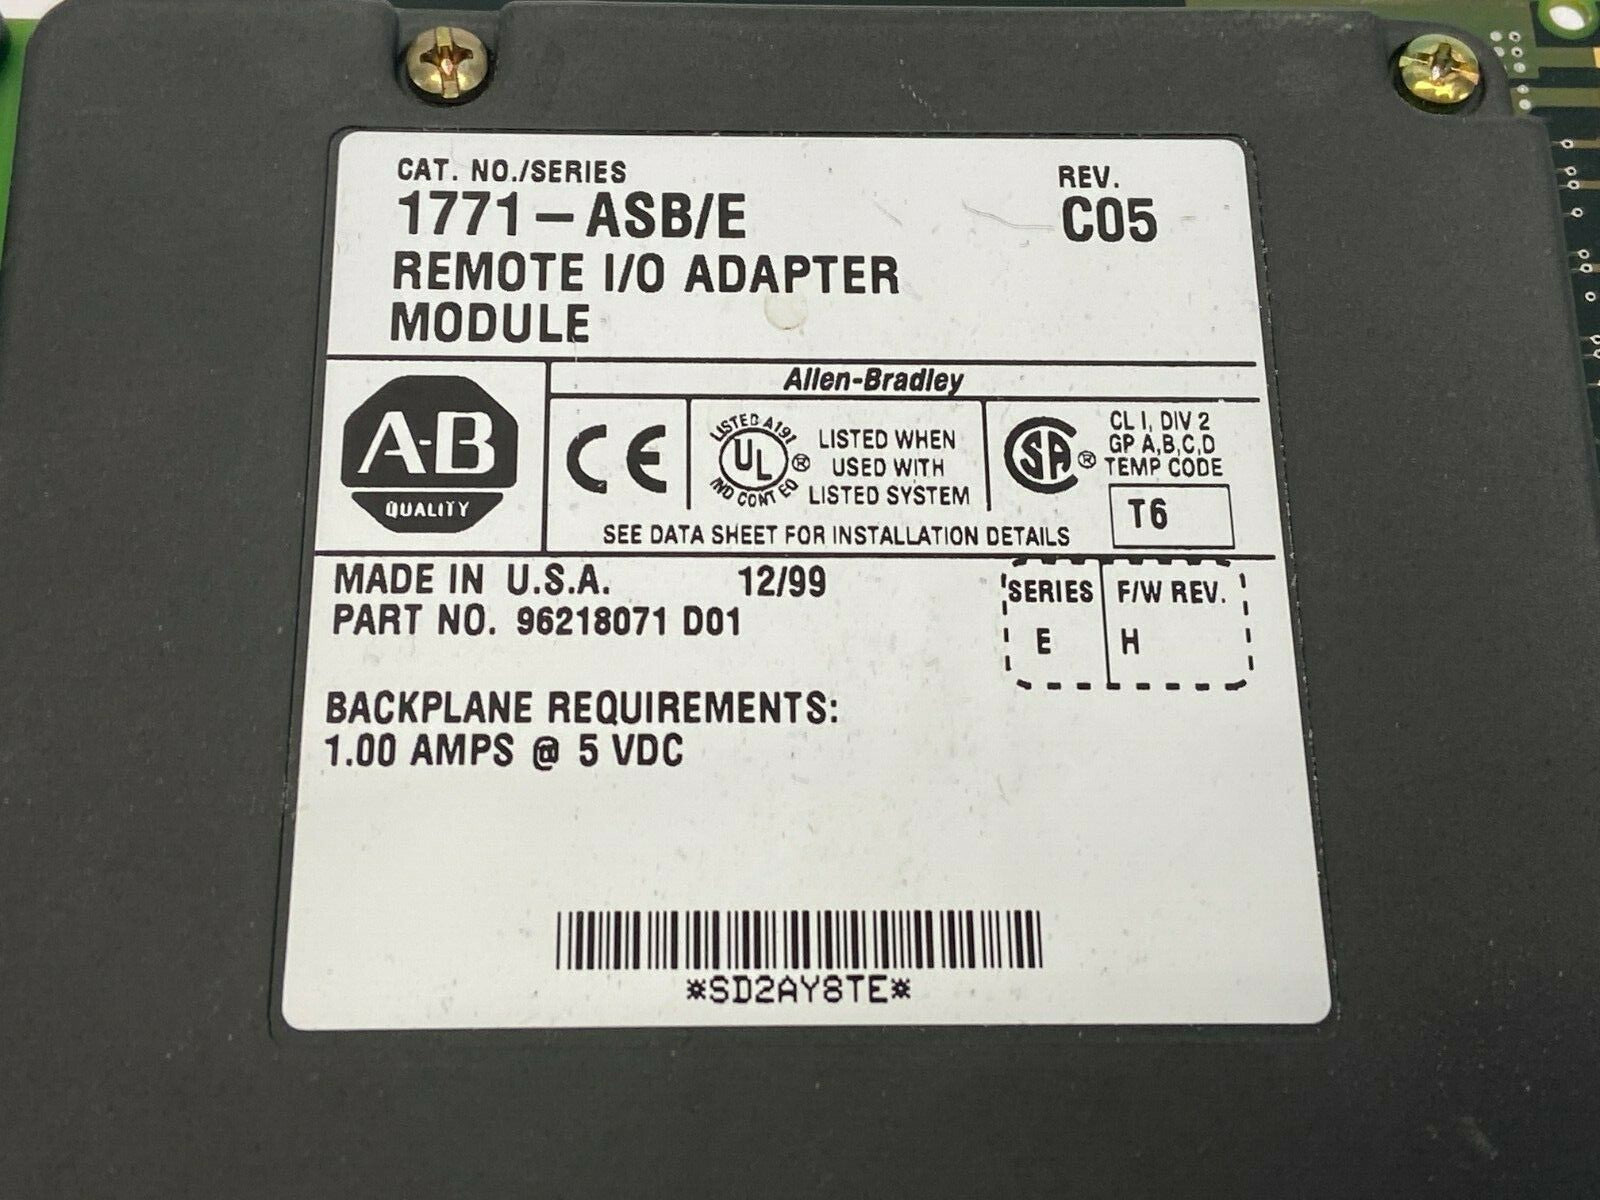 CAT. NO./SERIES
1771-ASB/E
REMOTE I/O ADAPTER
MODULE
REV.
C05
Allen-Bradley
A-B
QUALITY
CE
LISTED A191
UL ®
IND CONT EQ
LISTED WHEN
USED WITH
LISTED SYSTEM
SA ®
CL I, DIV 2
GP A,B,C,D
TEMP CODE
T6
SEE DATA SHEET FOR INSTALLATION DETAILS
MADE IN U.S.A. 12/99
PART NO. 96218071 D01
SERIES F/W REV.
E H
BACKPLANE REQUIREMENTS:
1.00 AMPS @ 5 VDC
*SD2AY8TE*